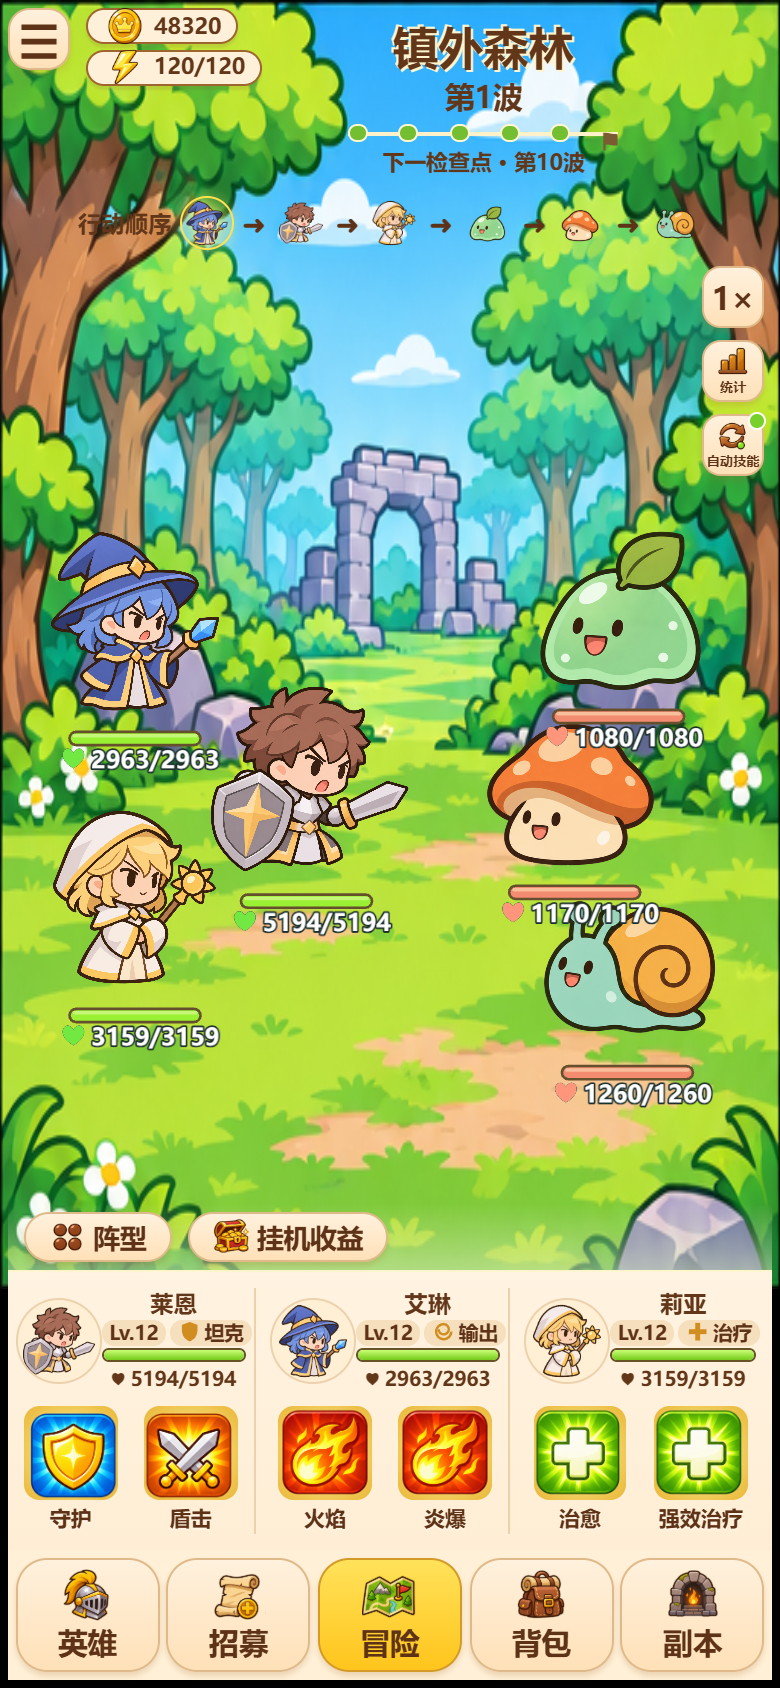 48320
120/120
镇外森林
第1波
下一检查点·第10波
行动顺序
1×
统计
自动技能
2963/2963
1080/1080
5194/5194
1170/1170
3159/3159
1260/1260
阵型
挂机收益
莱恩
Lv.12 坦克
5194/5194
守护
盾击
艾琳
Lv.12 输出
2963/2963
火焰
炎爆
莉亚
Lv.12 治疗
3159/3159
治愈
强效治疗
英雄
招募
冒险
背包
副本